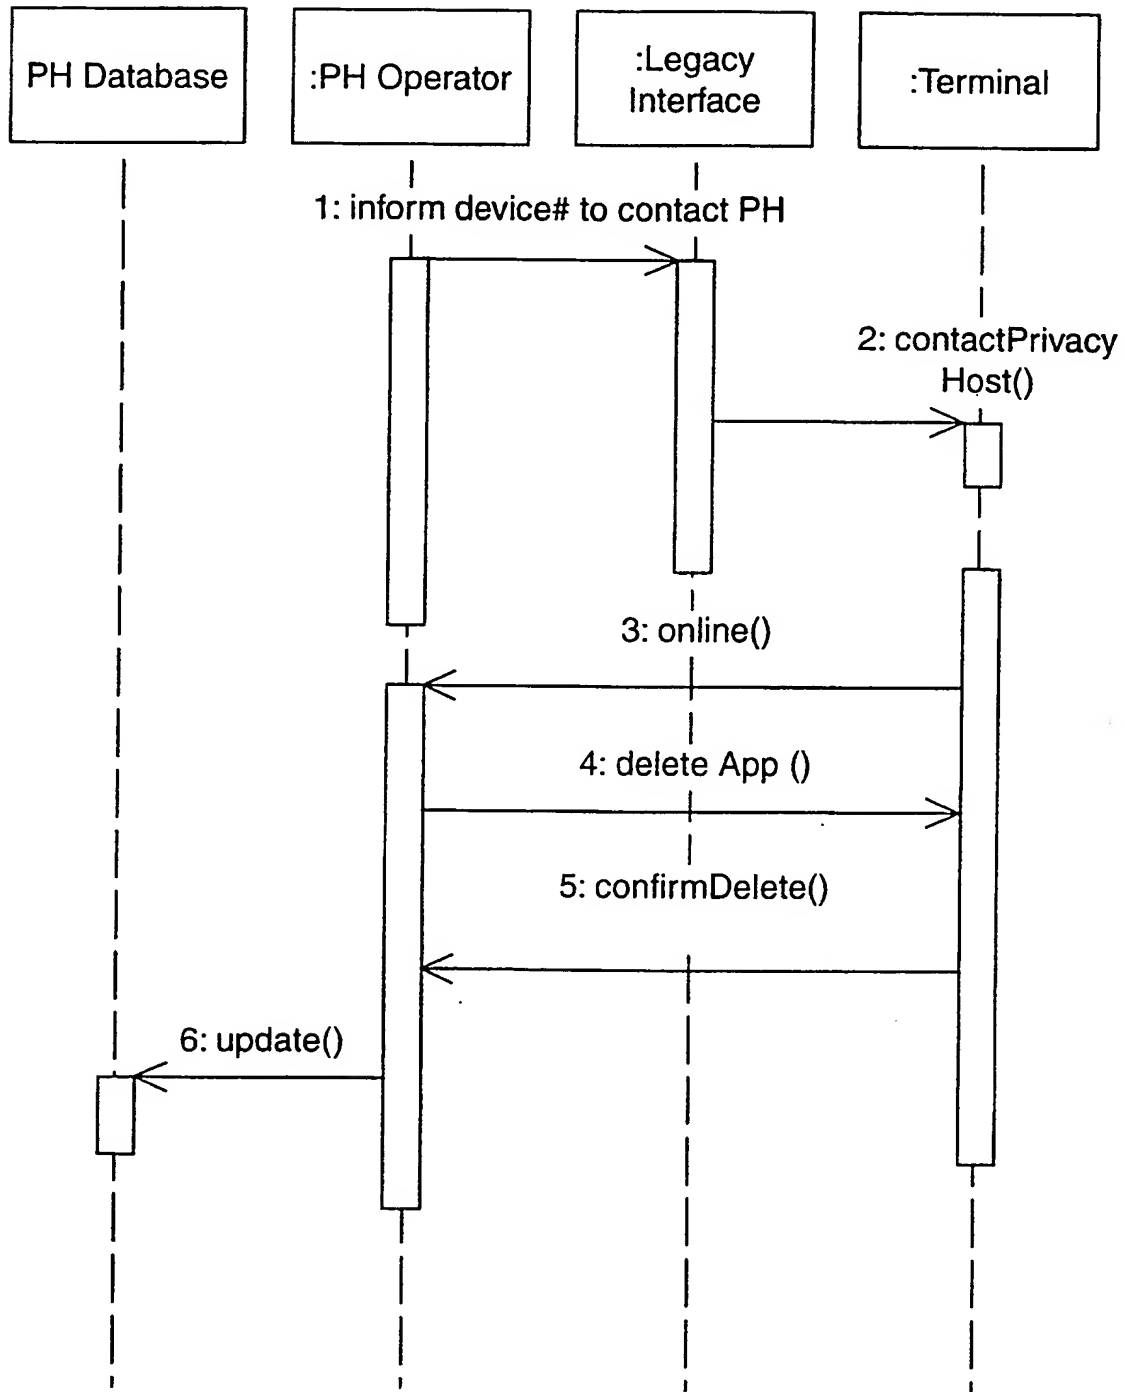 PH Database
:PH Operator
:Legacy
Interface
:Terminal
1: inform device# to contact PH
2: contactPrivacy
Host()
3: online()
4: delete App ()
5: confirmDelete()
6: update()